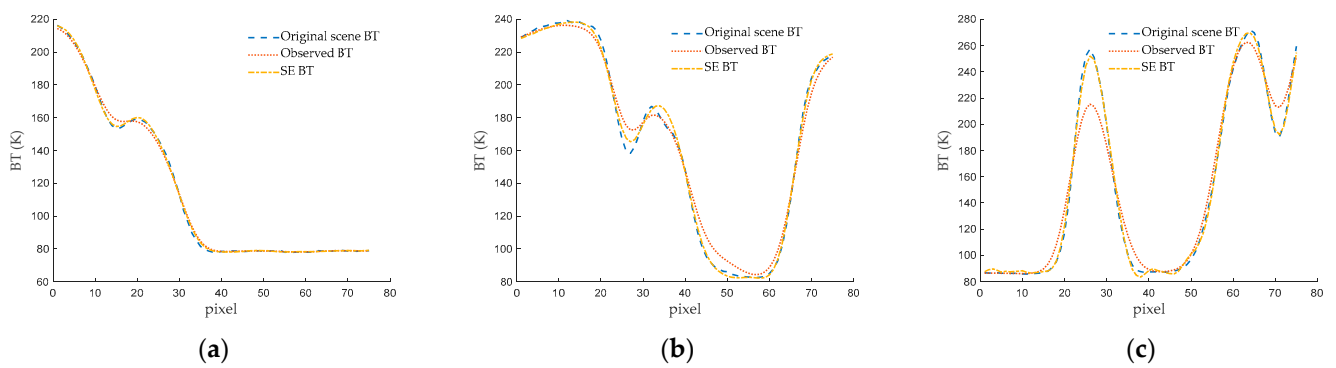 220
200
180
160
140
120
100
80
60
BT (K)
0 10 20 30 40 50 60 70 80
pixel
Original scene BT
Observed BT
SE BT
(a)
240
220
200
180
160
140
120
100
80
BT (K)
0 10 20 30 40 50 60 70 80
pixel
Original scene BT
Observed BT
SE BT
(b)
280
260
240
220
200
180
160
140
120
100
80
BT (K)
0 10 20 30 40 50 60 70 80
pixel
Original scene BT
Observed BT
SE BT
(c)